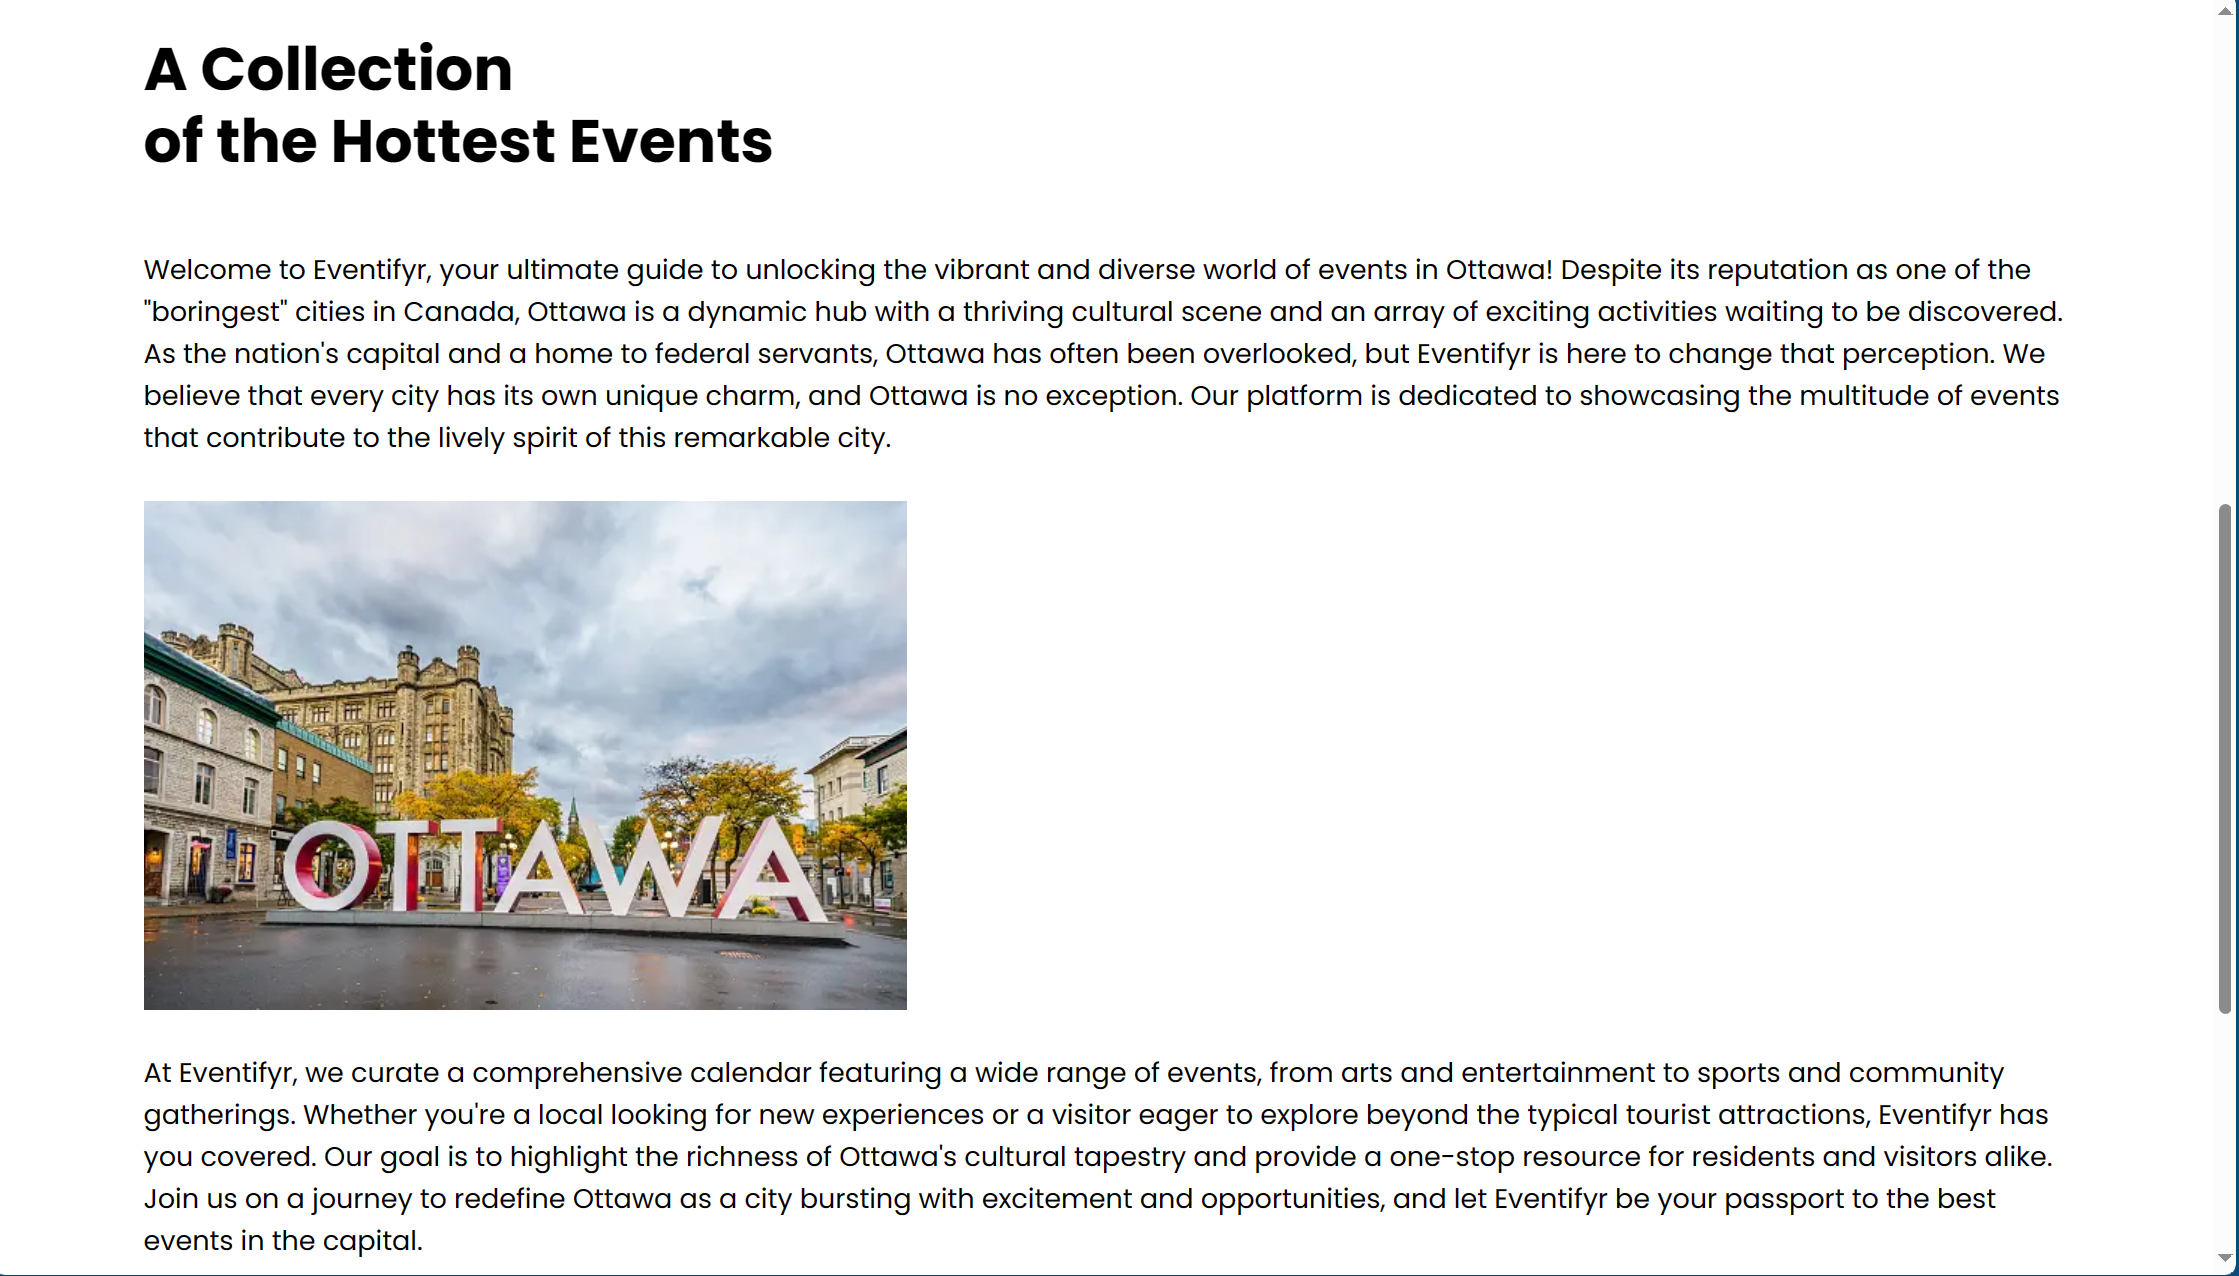 A Collection
of the Hottest Events
Welcome to Eventifyr, your ultimate guide to unlocking the vibrant and diverse world of events in Ottawa! Despite its reputation as one of the
"boringest" cities in Canada, Ottawa is a dynamic hub with a thriving cultural scene and an array of exciting activities waiting to be discovered.
As the nation's capital and a home to federal servants, Ottawa has often been overlooked, but Eventifyr is here to change that perception. We
believe that every city has its own unique charm, and Ottawa is no exception. Our platform is dedicated to showcasing the multitude of events
that contribute to the lively spirit of this remarkable city.
OTTAWA
At Eventifyr, we curate a comprehensive calendar featuring a wide range of events, from arts and entertainment to sports and community
gatherings. Whether you're a local looking for new experiences or a visitor eager to explore beyond the typical tourist attractions, Eventifyr has
you covered. Our goal is to highlight the richness of Ottawa's cultural tapestry and provide a one-stop resource for residents and visitors alike.
Join us on a journey to redefine Ottawa as a city bursting with excitement and opportunities, and let Eventifyr be your passport to the best
events in the capital.